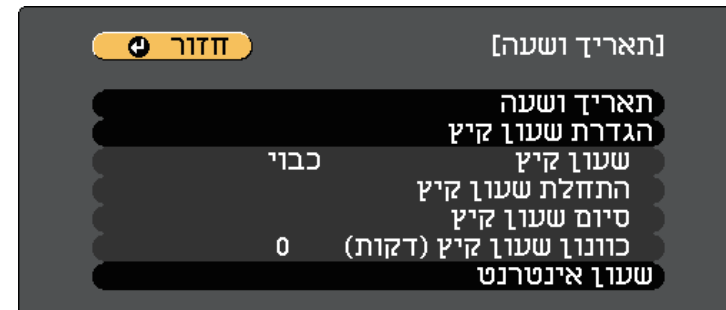 [תאריך ושעה] חזור
תאריך ושעה
הגדרת שעון קיץ
שעון קיץ כבוי
התחלת שעון קיץ
סיום שעון קיץ
כוונון שעון קיץ (דקות) 0
שעון אינטרנט